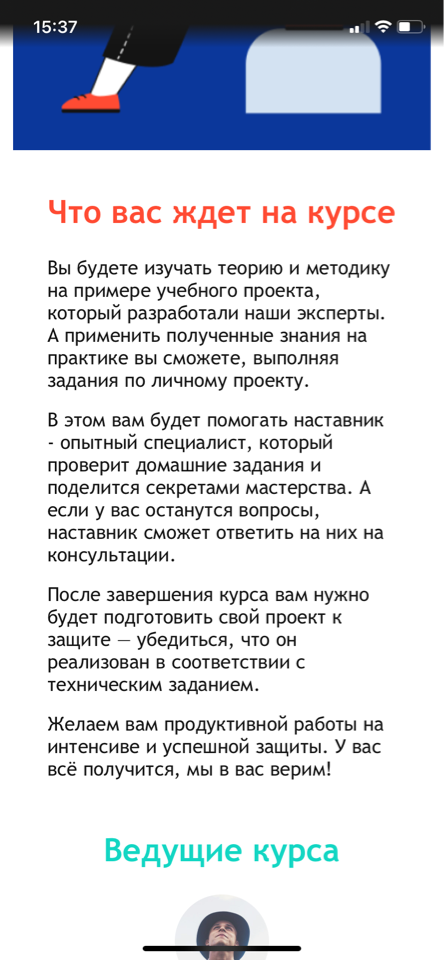 15:37
Что вас ждет на курсе
Вы будете изучать теорию и методику
на примере учебного проекта,
который разработали наши эксперты.
А применить полученные знания на
практике вы сможете, выполняя
задания по личному проекту.
В этом вам будет помогать наставник
- опытный специалист, который
проверит домашние задания и
поделится секретами мастерства. А
если у вас останутся вопросы,
наставник сможет ответить на них на
консультации.
После завершения курса вам нужно
будет подготовить свой проект к
защите — убедиться, что он
реализован в соответствии с
техническим заданием.
Желаем вам продуктивной работы на
интенсиве и успешной защиты. У вас
всё получится, мы в вас верим!
Ведущие курса